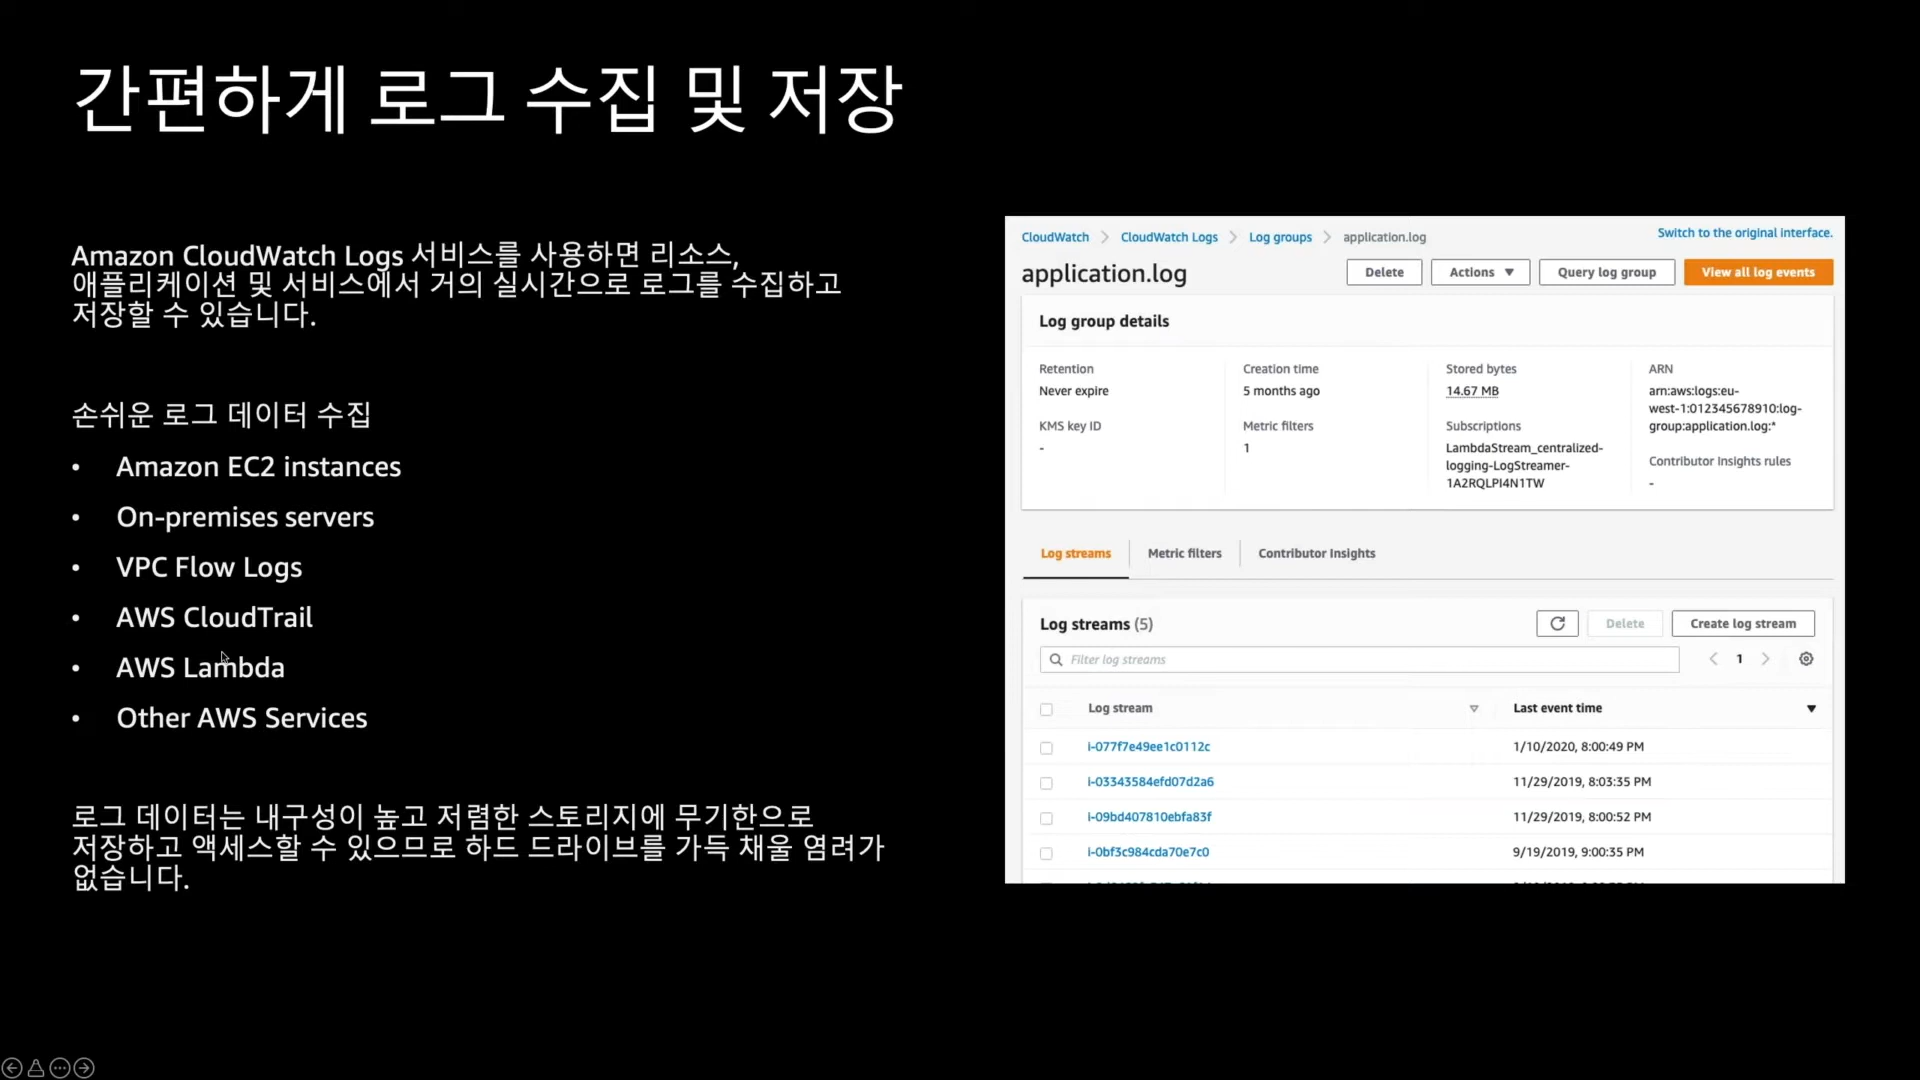 간편하게 로그 수집 및 저장
Amazon CloudWatch Logs 서비스를 사용하면 리소스,
애플리케이션 및 서비스에서 거의 실시간으로 로그를 수집하고
저장할 수 있습니다.
손쉬운 로그 데이터 수집
• Amazon EC2 instances
• On-premises servers
• VPC Flow Logs
• AWS CloudTrail
• AWS Lambda
• Other AWS Services
로그 데이터는 내구성이 높고 저렴한 스토리지에 무기한으로
저장하고 액세스할 수 있으므로 하드 드라이브를 가득 채울 염려가
없습니다.
CloudWatch > CloudWatch Logs > Log groups > application.log
Switch to the original interface.
application.log
Delete
Actions ▼
Query log group
View all log events
Log group details
Retention
Never expire
KMS key ID
-
Creation time
5 months ago
Metric filters
1
Stored bytes
14.67 MB
Subscriptions
LambdaStream_centralized-
logging-LogStreamer-
1A2RQLPI4N1TW
ARN
arn:aws:logs:eu-
west-1:012345678910:log-
group:application.log:*
Contributor Insights rules
-
Log streams
Metric filters
Contributor Insights
Log streams (5)
Delete
Create log stream
Filter log streams
< 1 >
Log stream
Last event time
i-077f7e49ee1c0112c 1/10/2020, 8:00:49 PM
i-03343584efd07d2a6 11/29/2019, 8:03:35 PM
i-09bd407810ebfa83f 11/29/2019, 8:00:52 PM
i-0bf3c984cda70e7c0 9/19/2019, 9:00:35 PM